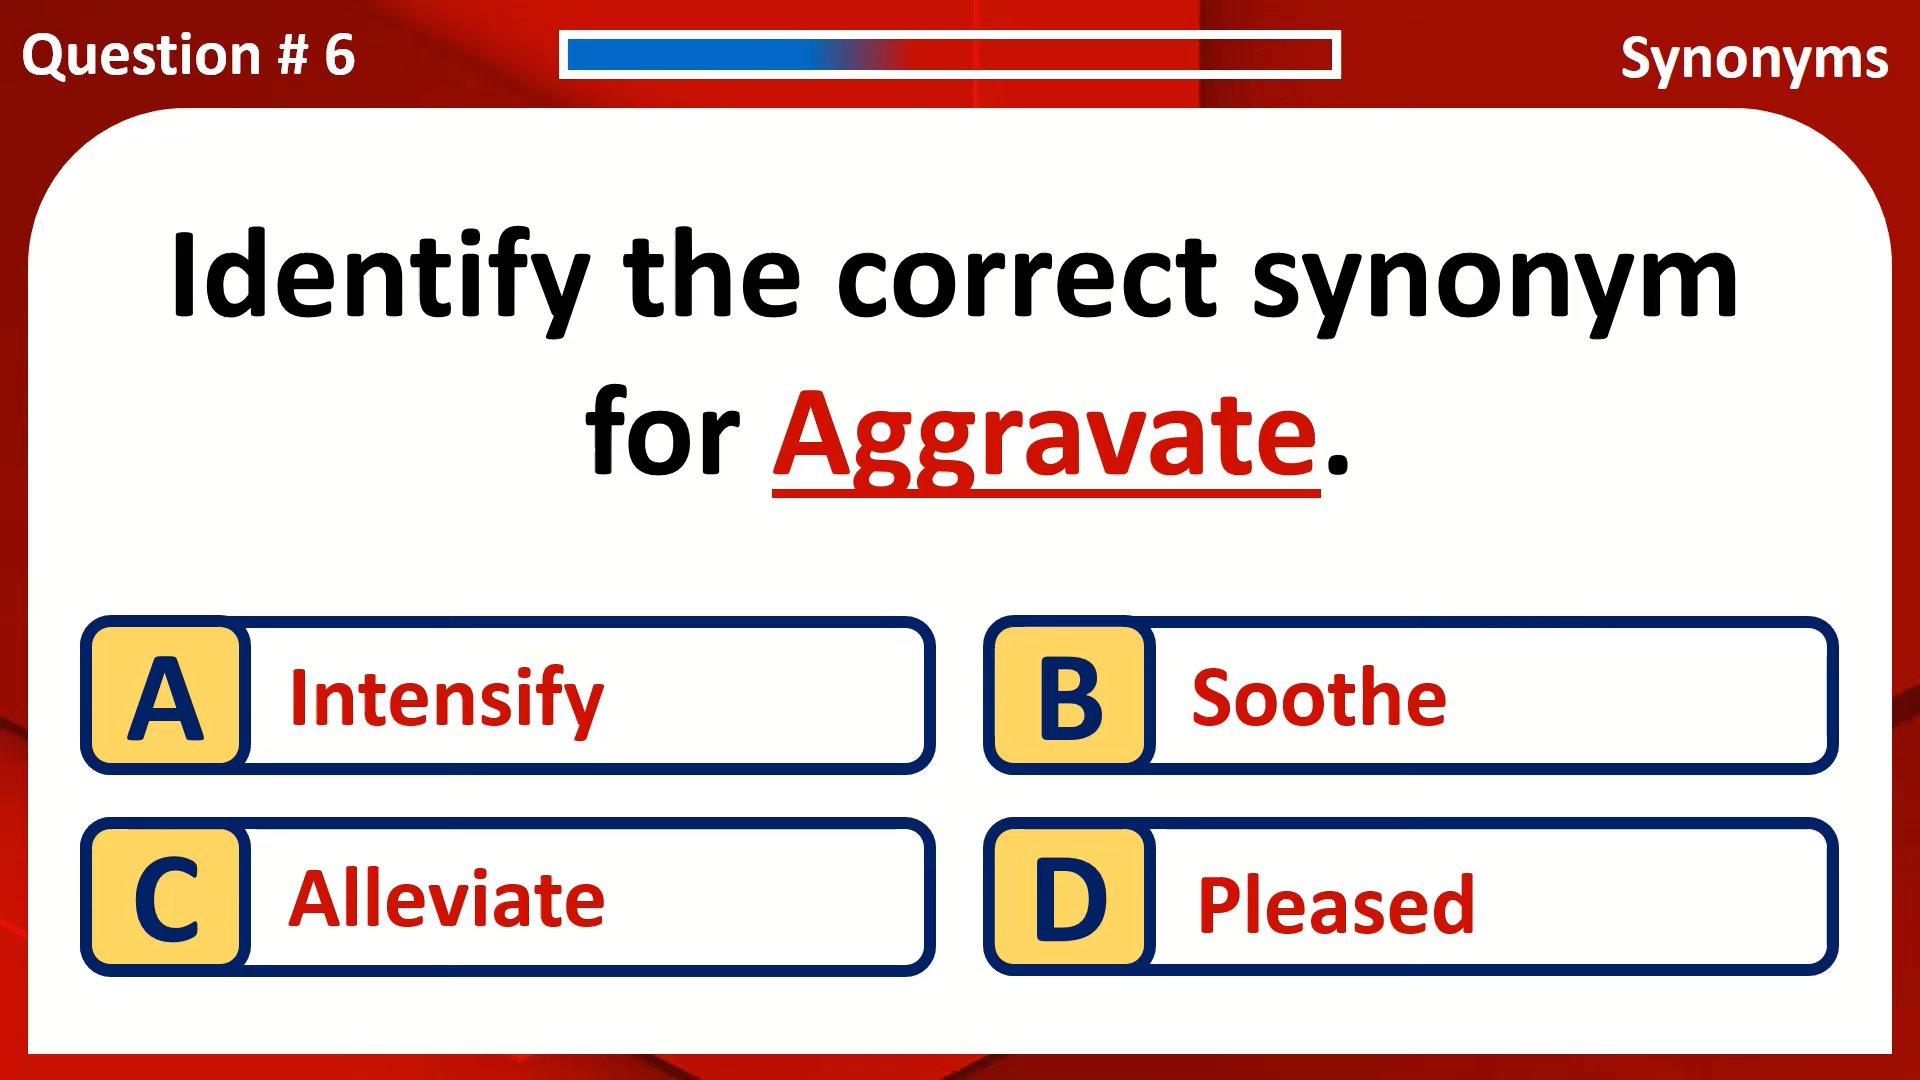 Question # 6
Synonyms
Identify the correct synonym
for Aggravate.
A Intensify
B Soothe
C Alleviate
D Pleased